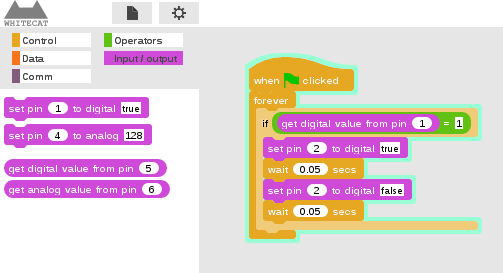 WHITECAT
Control
Operators
Data
Input / output
Comm
set pin 1 to digital true
set pin 4 to analog 128
get digital value from pin 5
get analog value from pin 6
when clicked
forever
if get digital value from pin 1 = 1
set pin 2 to digital true
wait 0.05 secs
set pin 2 to digital false
wait 0.05 secs